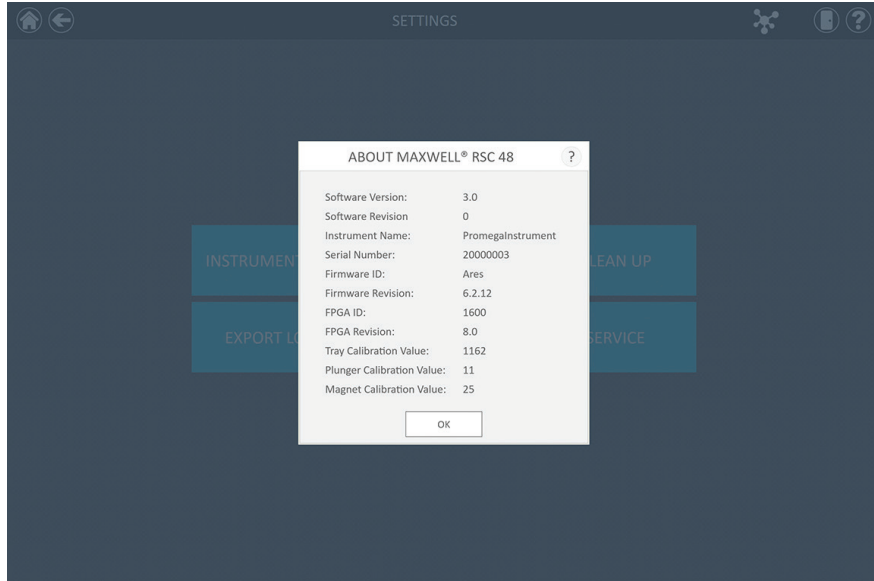 SETTINGS
?
ABOUT MAXWELL® RSC 48 ?
Software Version: 3.0
Software Revision 0
Instrument Name: PromegaInstrument
Serial Number: 20000003
Firmware ID: Ares
Firmware Revision: 6.2.12
FPGA ID: 1600
FPGA Revision: 8.0
Tray Calibration Value: 1162
Plunger Calibration Value: 11
Magnet Calibration Value: 25
INSTRUMENT
LEAN UP
EXPORT LO
SERVICE
OK